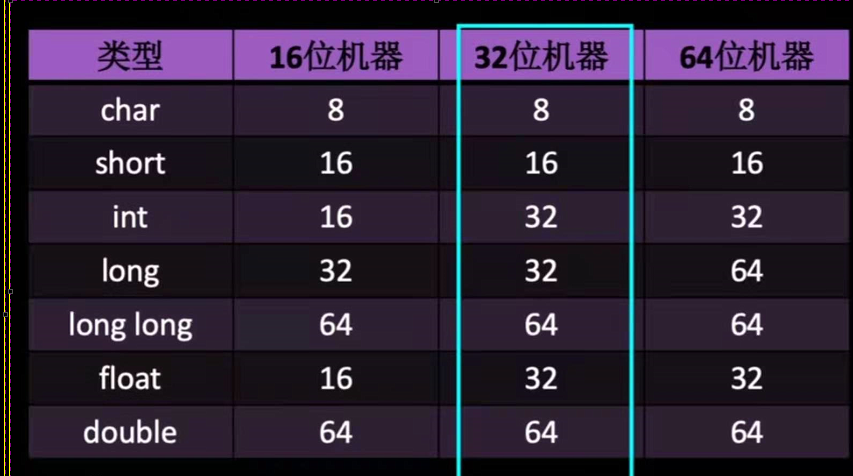 类型 16位机器 32位机器 64位机器
char 8 8 8
short 16 16 16
int 16 32 32
long 32 32 64
long long 64 64 64
float 16 32 32
double 64 64 64